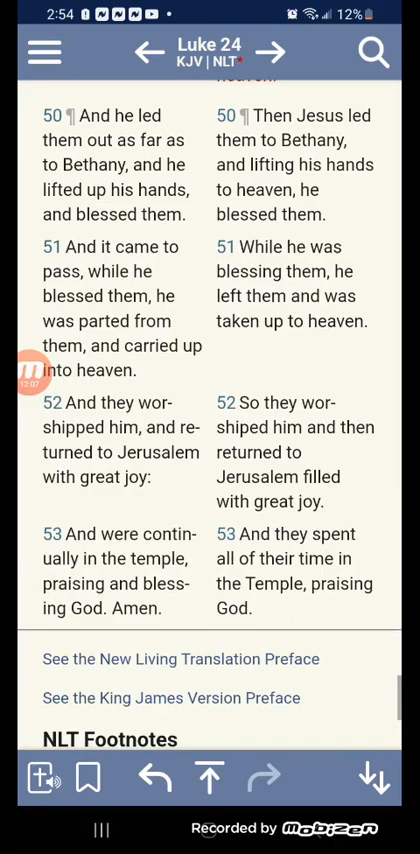 2:54
12%
Luke 24
KJV | NLT*
50 ¶ And he led
them out as far as
to Bethany, and he
lifted up his hands,
and blessed them.
51 And it came to
pass, while he
blessed them, he
was parted from
them, and carried up
into heaven.
52 And they wor-
shipped him, and re-
turned to Jerusalem
with great joy:
53 And were contin-
ually in the temple,
praising and bless-
ing God. Amen.
50 ¶ Then Jesus led
them to Bethany,
and lifting his hands
to heaven, he
blessed them.
51 While he was
blessing them, he
left them and was
taken up to heaven.
52 So they wor-
shiped him and then
returned to
Jerusalem filled
with great joy.
53 And they spent
all of their time in
the Temple, praising
God.
12:07
See the New Living Translation Preface
See the King James Version Preface
NLT Footnotes
Recorded by mobizen